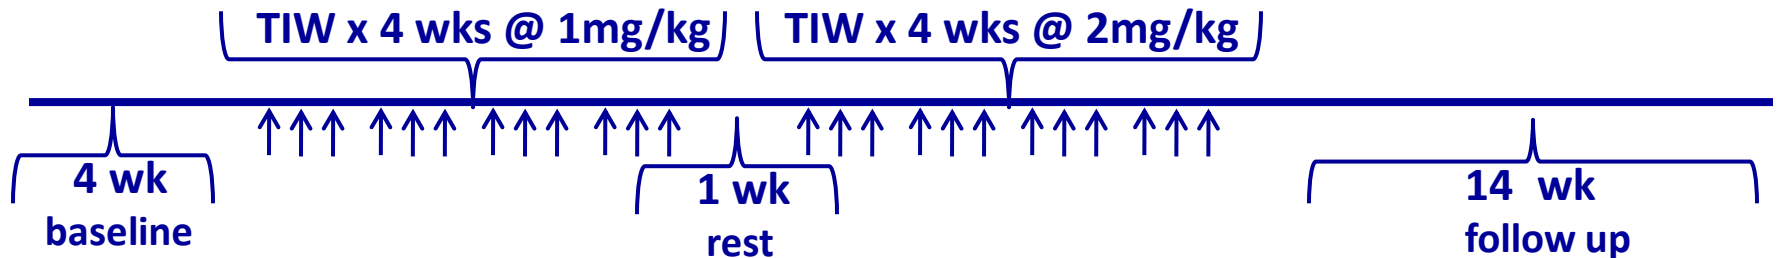 TIW x 4 wks @ 1mg/kg
TIW x 4 wks @ 2mg/kg
4 wk
baseline
1 wk
rest
14 wk
follow up